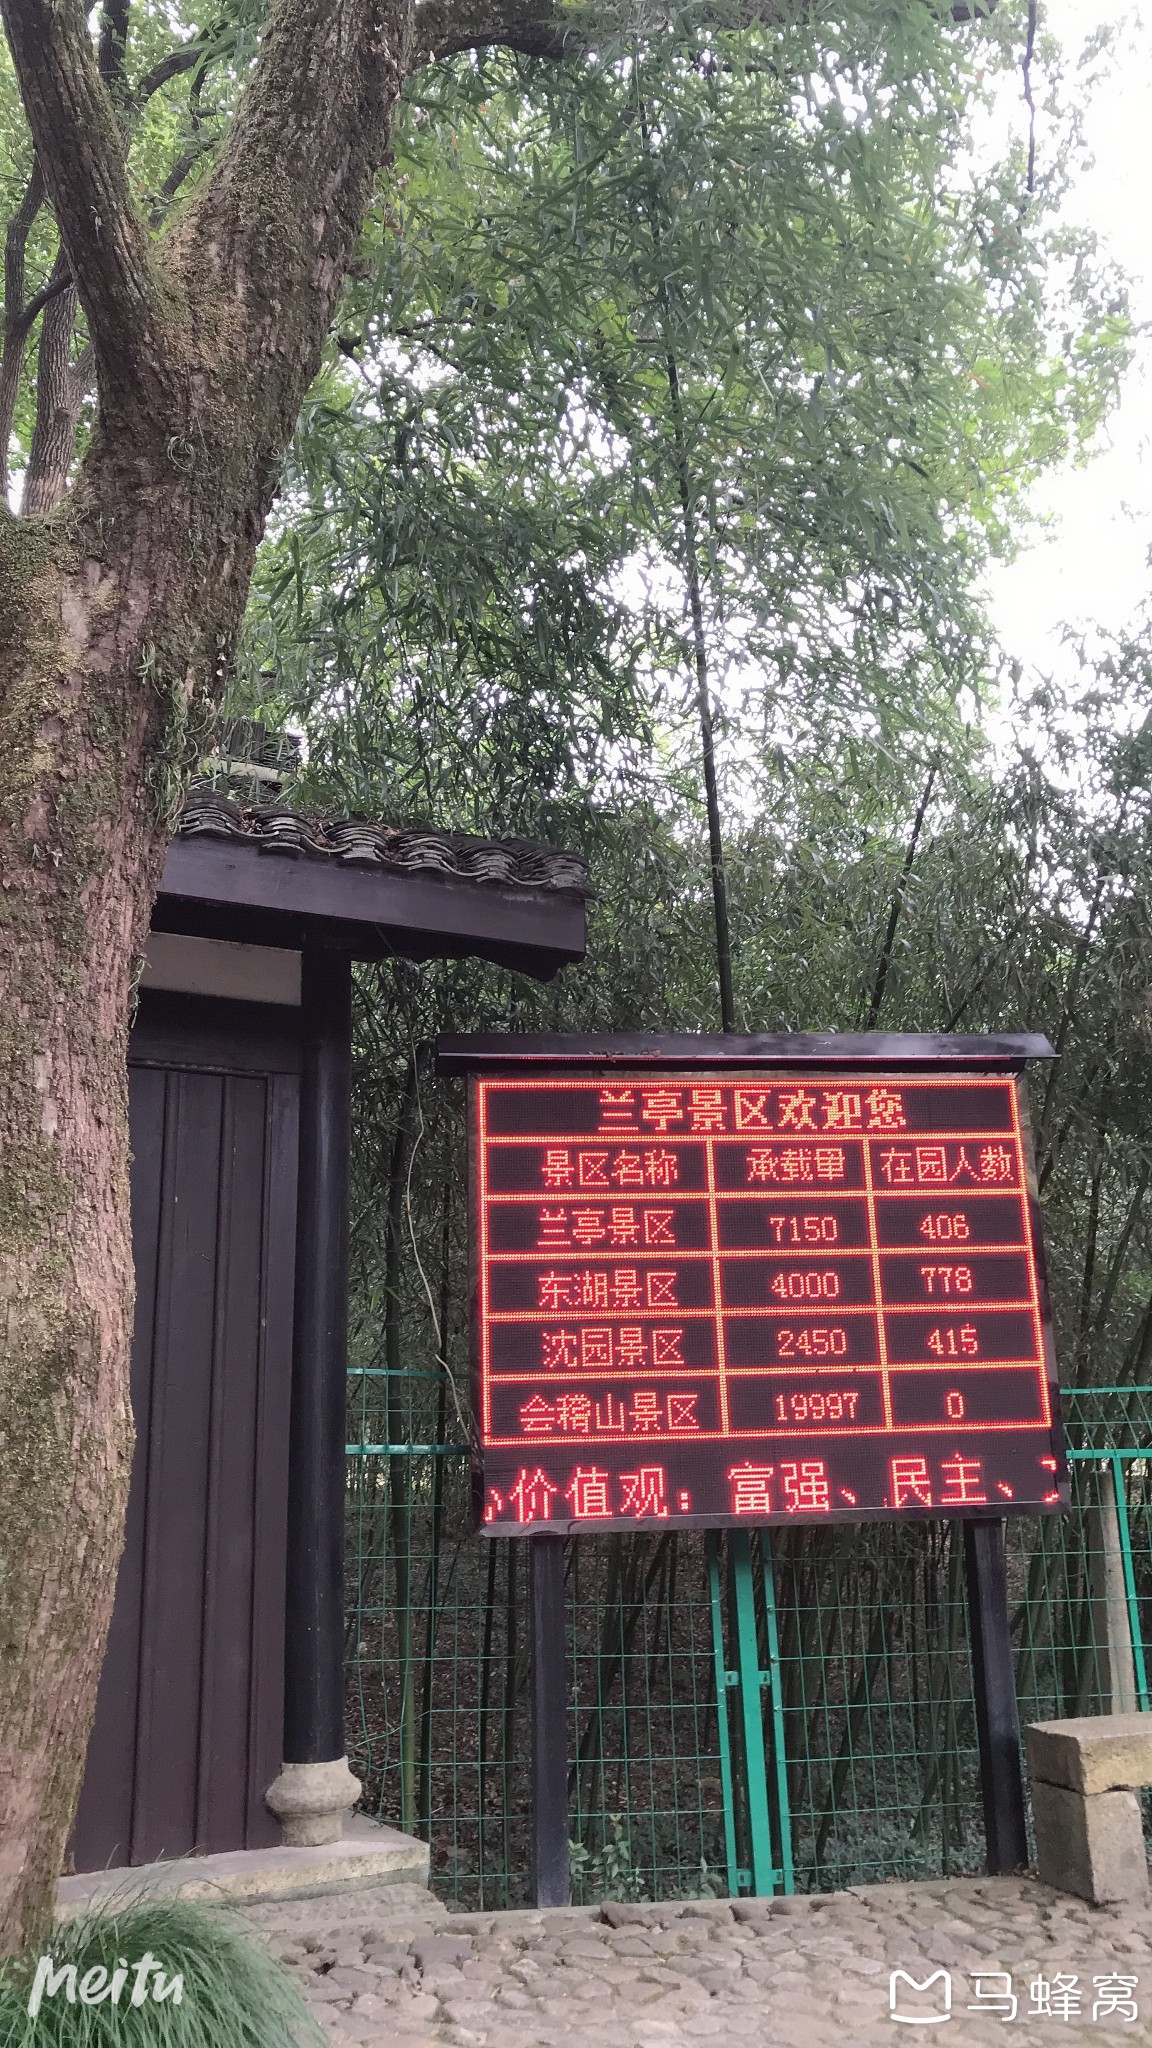 兰亭景区欢迎您
景区名称 承载量 在园人数
兰亭景区 7150 406
东湖景区 4000 778
沈园景区 2450 415
会稽山景区 19997 0
价值观：富强、民主、
Meitu
马蜂窝